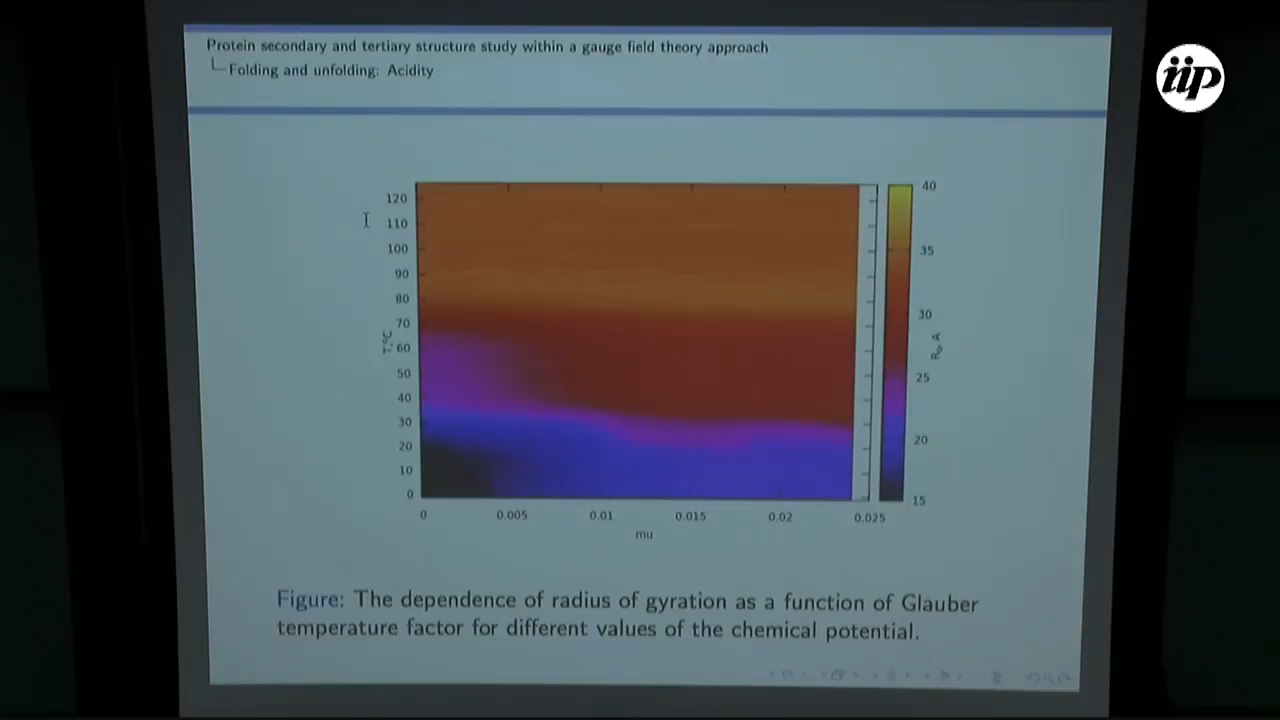 Protein secondary and tertiary structure study within a gauge field theory approach
Folding and unfolding: Acidity
iip
120
110
100
90
80
70
60
50
40
30
20
10
0
T,°C
0 0.005 0.01 0.015 0.02 0.025
mu
40
35
30
25
20
15
Figure: The dependence of radius of gyration as a function of Glauber
temperature factor for different values of the chemical potential.